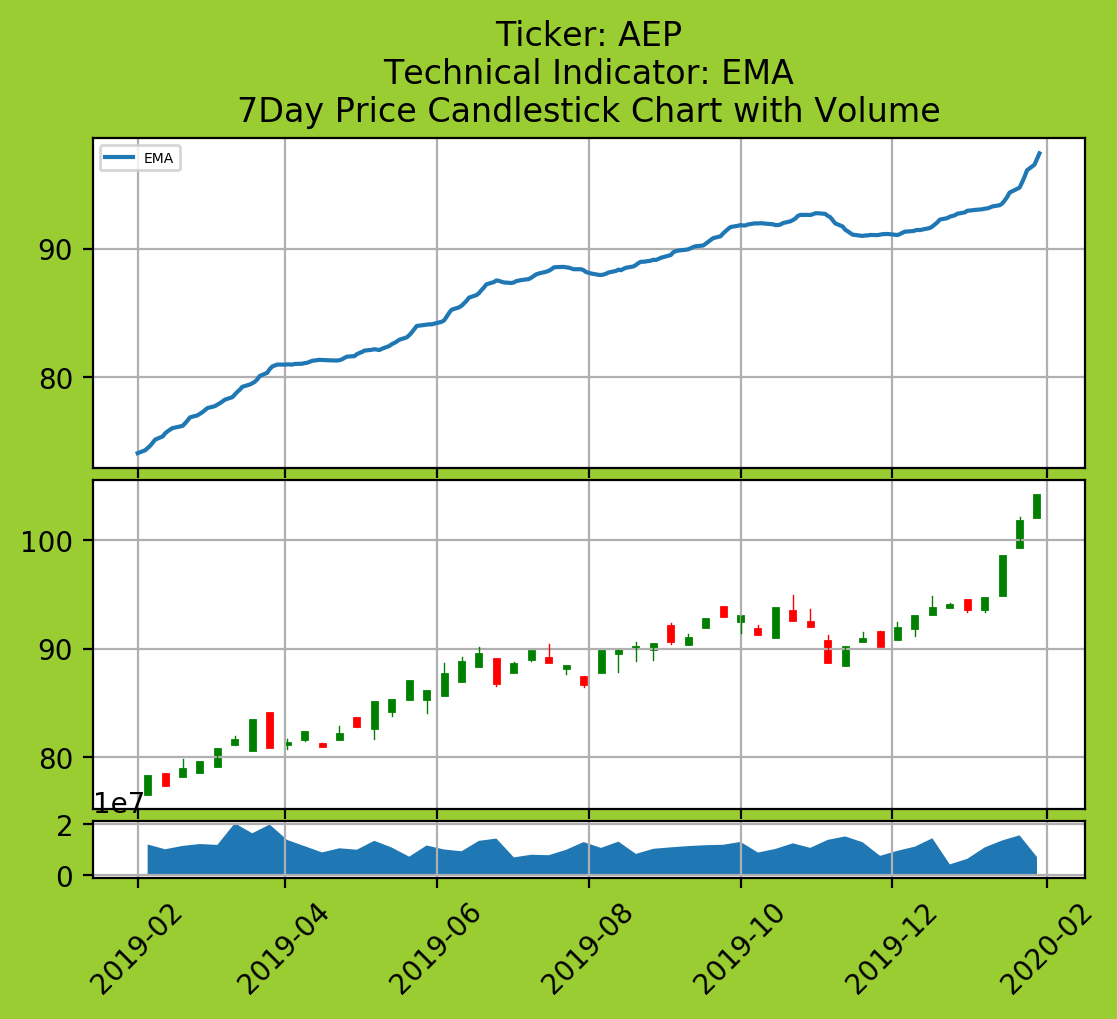 Ticker: AEP
Technical Indicator: EMA
7Day Price Candlestick Chart with Volume
EMA
90
80
100
90
80
1e7
2
0
2019-02
2019-04
2019-06
2019-08
2019-10
2019-12
2020-02